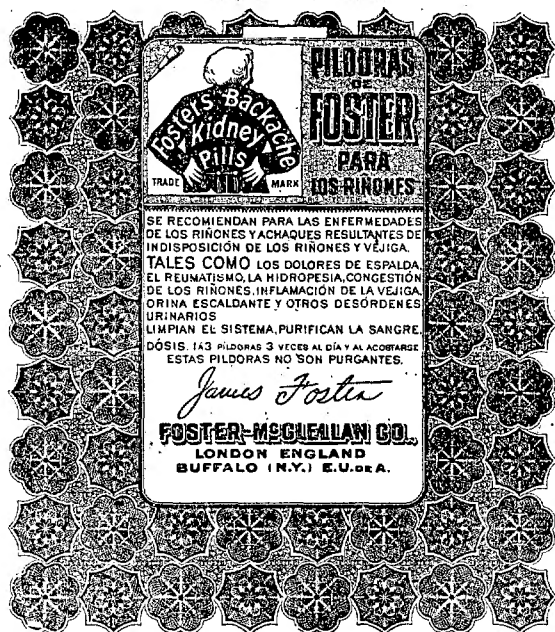 Foster's Backache
Kidney
Pills
TRADE MARK
PILDORAS
DE
FOSTER
PARA
LOS RIÑONES
SE RECOMIENDAN PARA LAS ENFERMEDADES
DE LOS RIÑONES Y ACHAQUES RESULTANTES DE
INDISPOSICIÓN DE LOS RIÑONES Y VEJIGA.
TALES COMO LOS DOLORES DE ESPALDA,
EL REUMATISMO, LA HIDROPESIA, CONGESTIÓN
DE LOS RIÑONES, INFLAMACIÓN DE LA VEJIGA,
ORINA ESCALDANTE Y OTROS DESÓRDENES
URINARIOS
LIMPIAN EL SISTEMA, PURIFICAN LA SANGRE.
DÓSIS. 1 Á 3 PÍLDORAS 3 VECES AL DÍA Y AL ACOSTARSE
ESTAS PILDORAS NO SON PURGANTES.
James Foster
FOSTER-McCLELLAN CO.,
LONDON ENGLAND
BUFFALO (N.Y.) E.U. DE A.